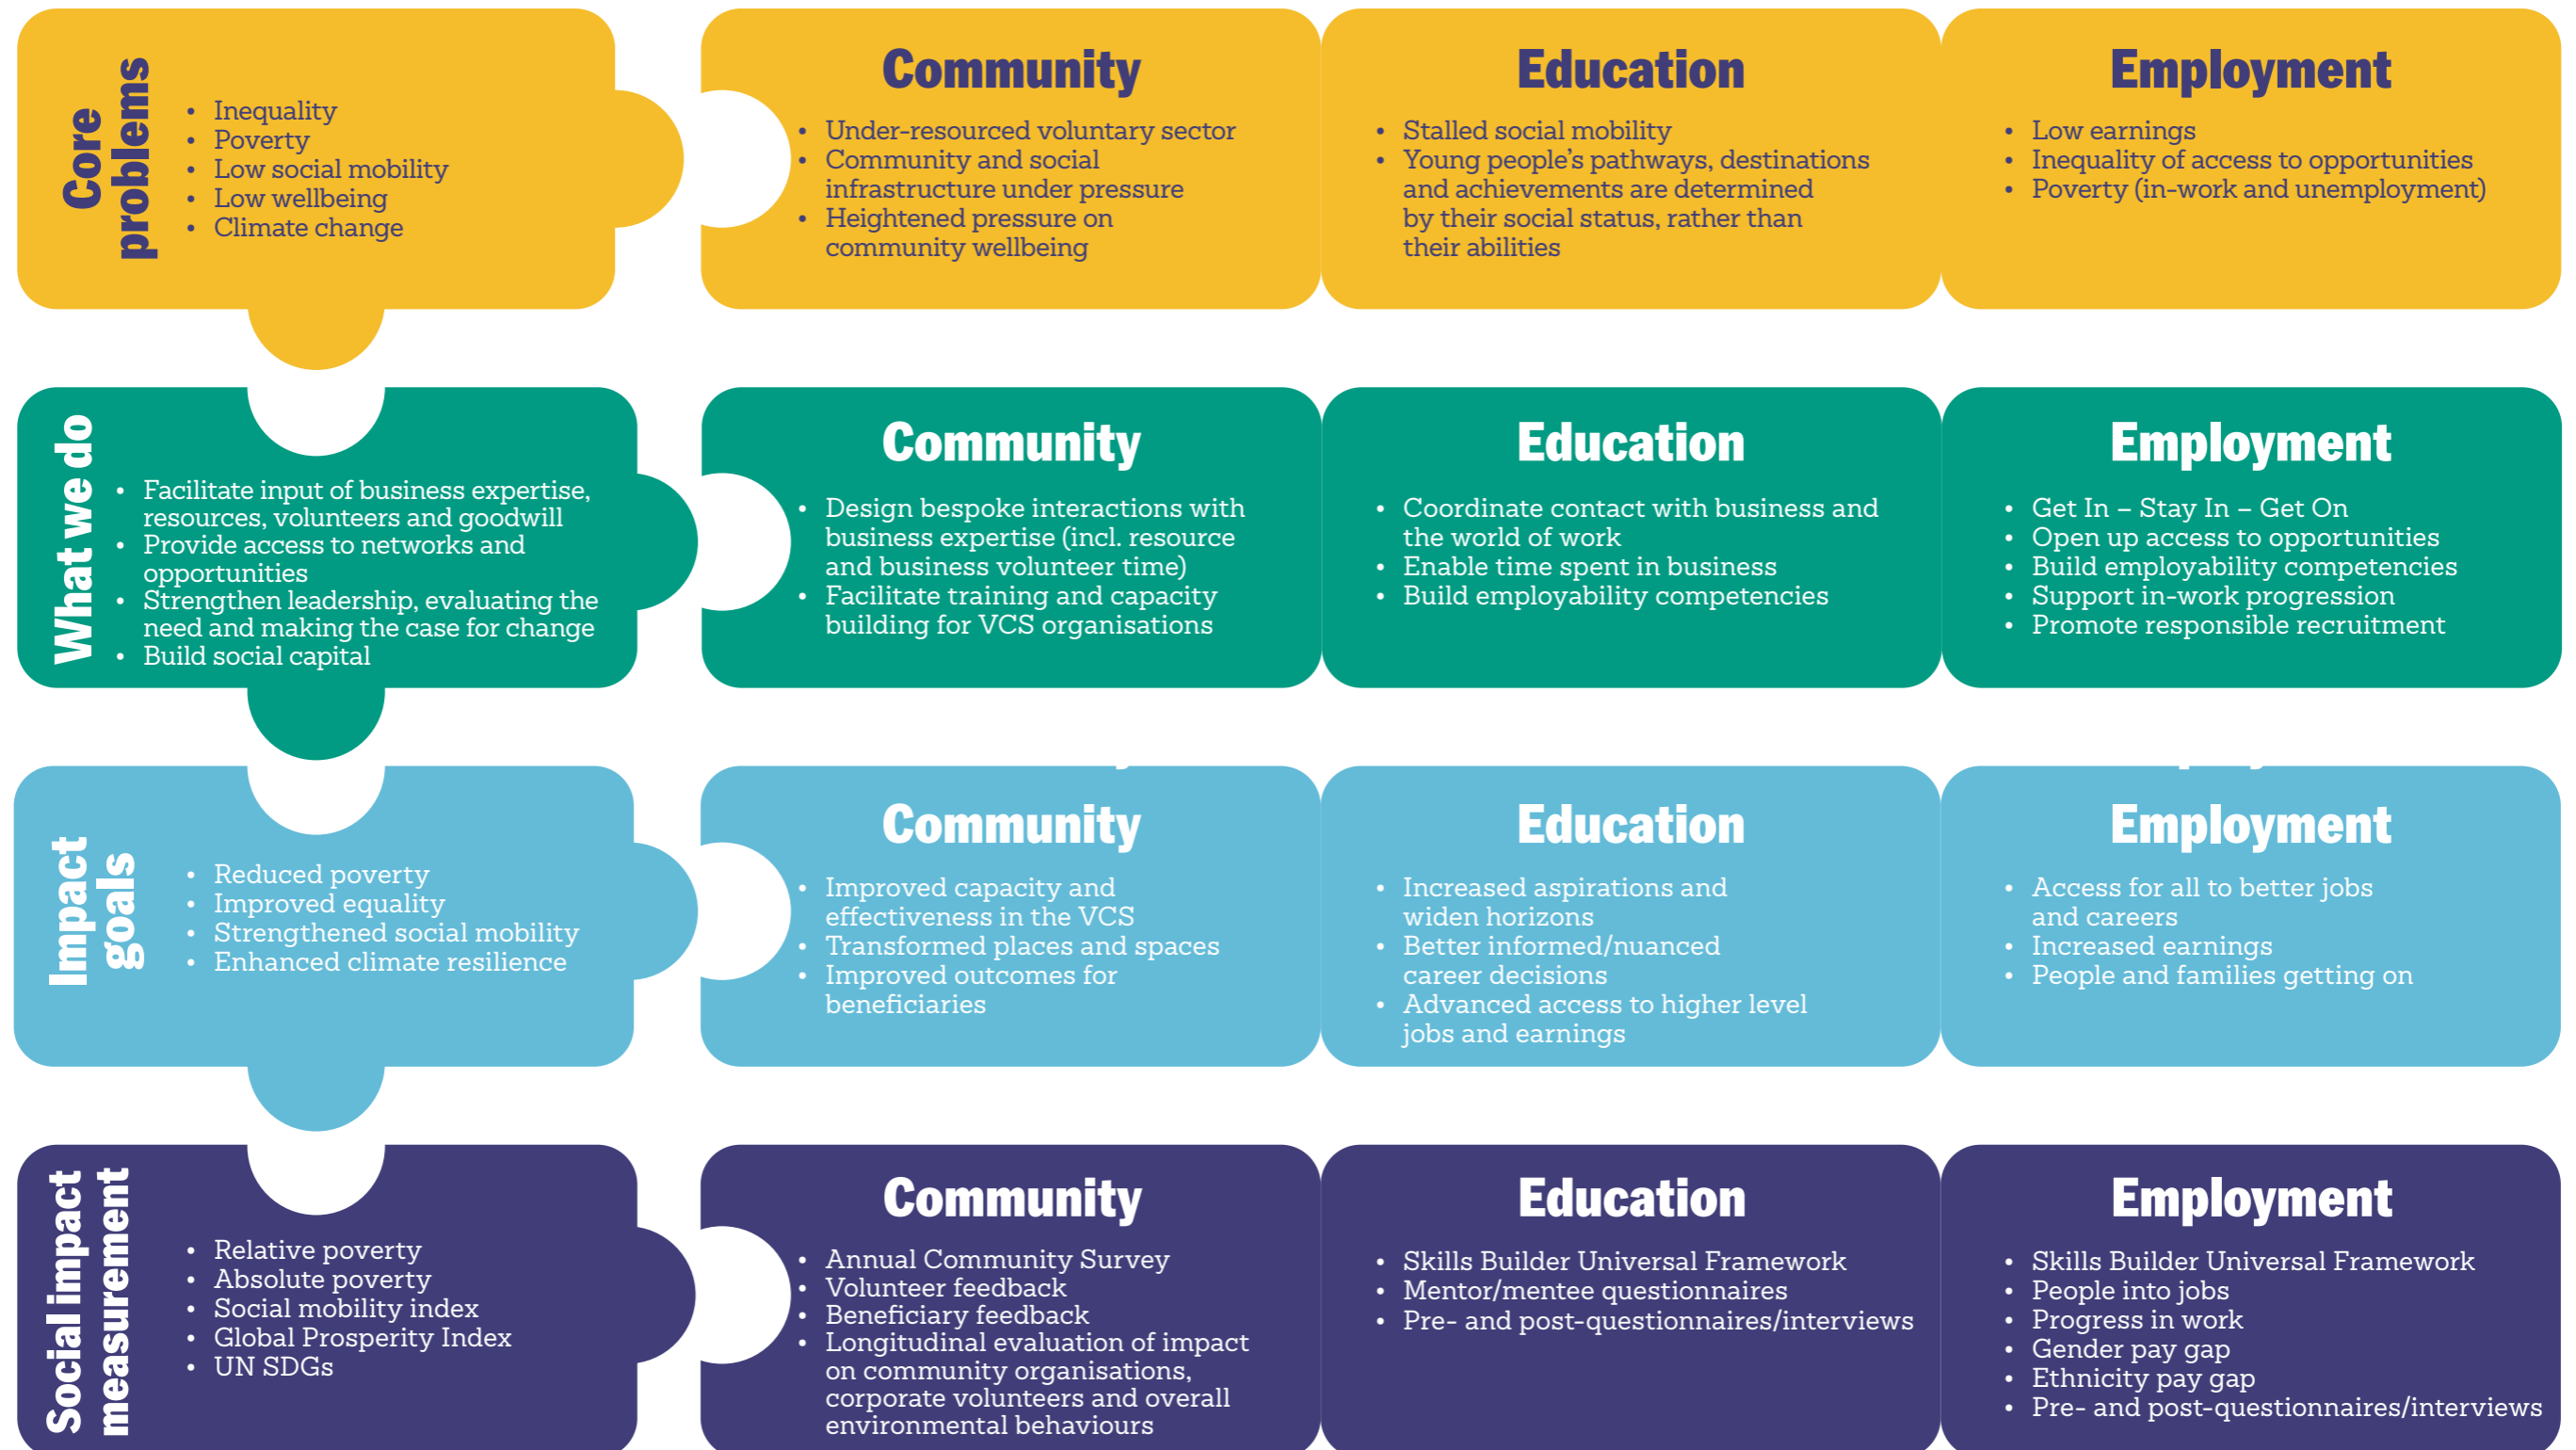 Core
problems
• Inequality
• Poverty
• Low social mobility
• Low wellbeing
• Climate change
Community
• Under-resourced voluntary sector
• Community and social
infrastructure under pressure
• Heightened pressure on
community wellbeing
Education
• Stalled social mobility
• Young people’s pathways, destinations
and achievements are determined
by their social status, rather than
their abilities
Employment
• Low earnings
• Inequality of access to opportunities
• Poverty (in-work and unemployment)
What we do
• Facilitate input of business expertise,
resources, volunteers and goodwill
• Provide access to networks and
opportunities
• Strengthen leadership, evaluating the
need and making the case for change
• Build social capital
Community
• Design bespoke interactions with
business expertise (incl. resource
and business volunteer time)
• Facilitate training and capacity
building for VCS organisations
Education
• Coordinate contact with business and
the world of work
• Enable time spent in business
• Build employability competencies
Employment
• Get In – Stay In – Get On
• Open up access to opportunities
• Build employability competencies
• Support in-work progression
• Promote responsible recruitment
Impact
goals
• Reduced poverty
• Improved equality
• Strengthened social mobility
• Enhanced climate resilience
Community
• Improved capacity and
effectiveness in the VCS
• Transformed places and spaces
• Improved outcomes for
beneficiaries
Education
• Increased aspirations and
widen horizons
• Better informed/nuanced
career decisions
• Advanced access to higher level
jobs and earnings
Employment
• Access for all to better jobs
and careers
• Increased earnings
• People and families getting on
Social impact
measurement
• Relative poverty
• Absolute poverty
• Social mobility index
• Global Prosperity Index
• UN SDGs
Community
• Annual Community Survey
• Volunteer feedback
• Beneficiary feedback
• Longitudinal evaluation of impact
on community organisations,
corporate volunteers and overall
environmental behaviours
Education
• Skills Builder Universal Framework
• Mentor/mentee questionnaires
• Pre- and post-questionnaires/interviews
Employment
• Skills Builder Universal Framework
• People into jobs
• Progress in work
• Gender pay gap
• Ethnicity pay gap
• Pre- and post-questionnaires/interviews